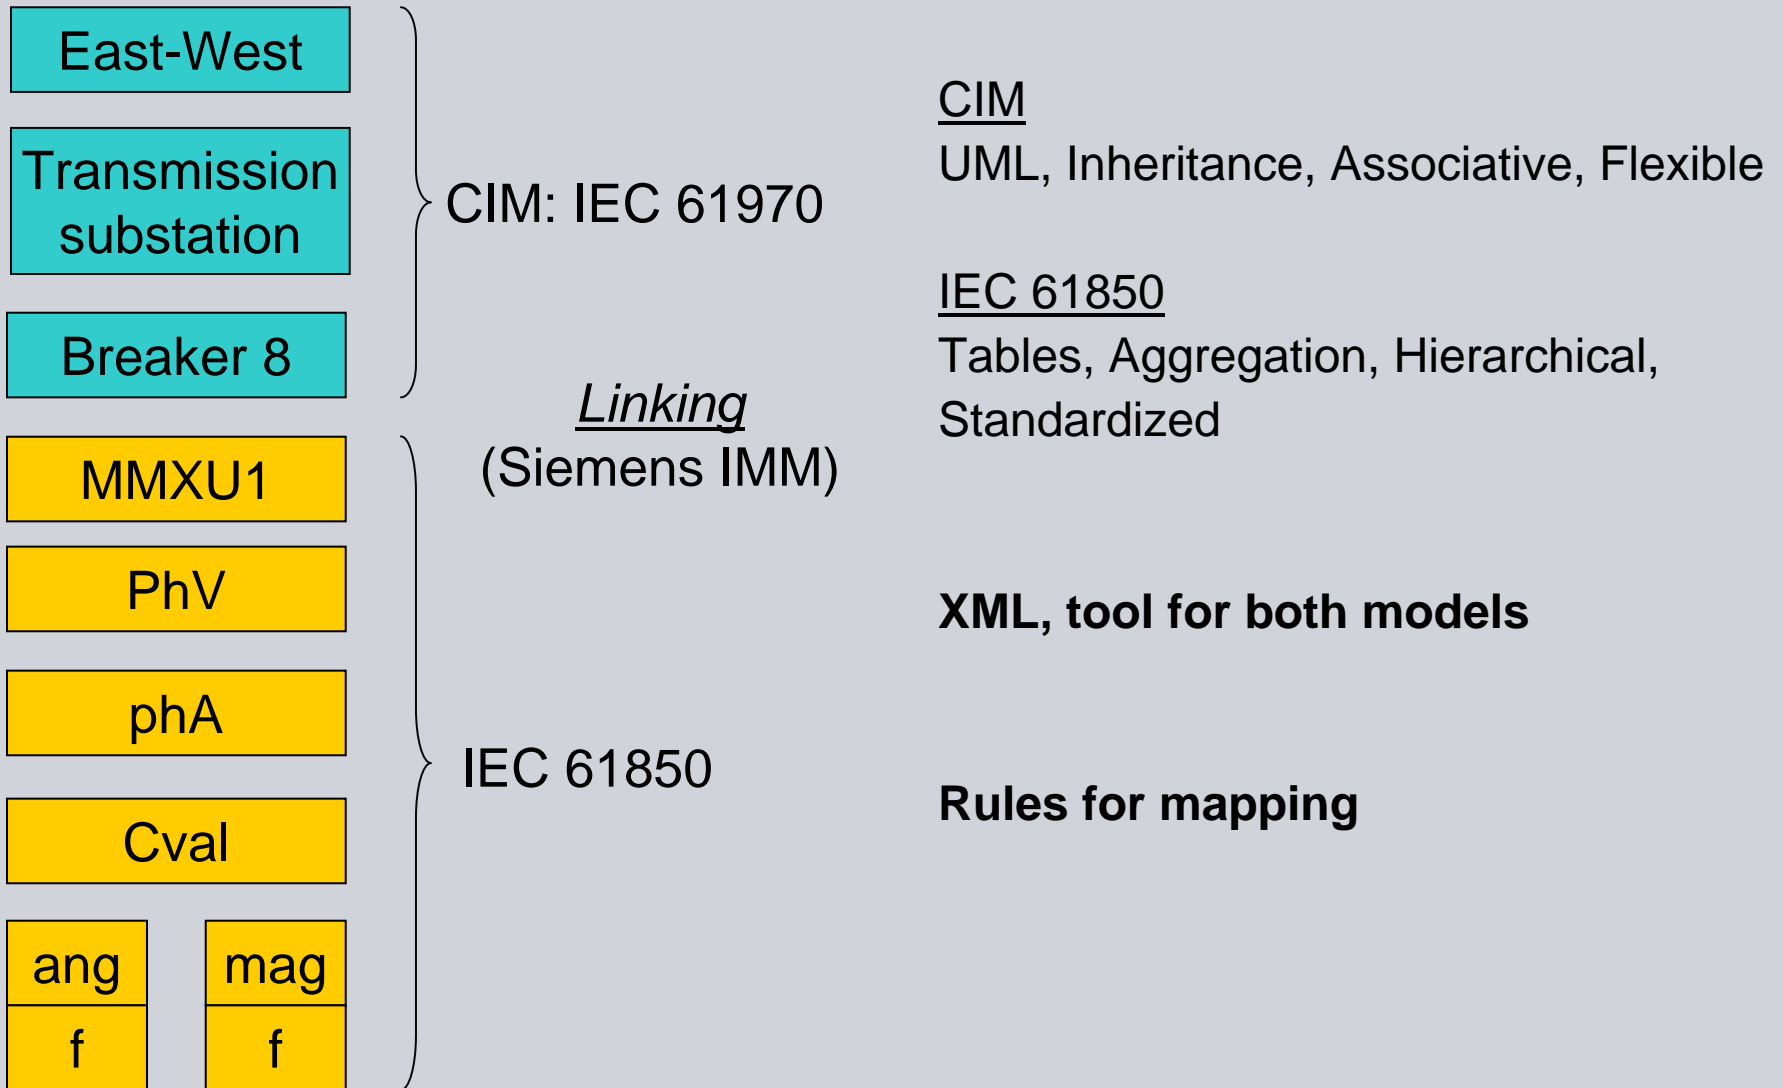 East-West
Transmission
substation
Breaker 8
MMXU1
PhV
phA
Cval
ang
mag
f
f
CIM: IEC 61970
Linking
(Siemens IMM)
IEC 61850
CIM
UML, Inheritance, Associative, Flexible
IEC 61850
Tables, Aggregation, Hierarchical,
Standardized
XML, tool for both models
Rules for mapping